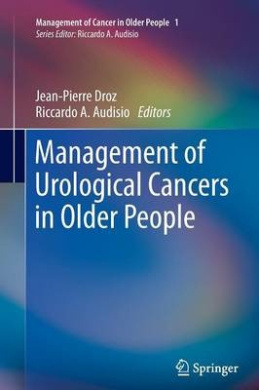 Management of Cancer in Older People 1
Series Editor: Riccardo A. Audisio
Jean-Pierre Droz
Riccardo A. Audisio Editors
Management of
Urological Cancers
in Older People
Springer